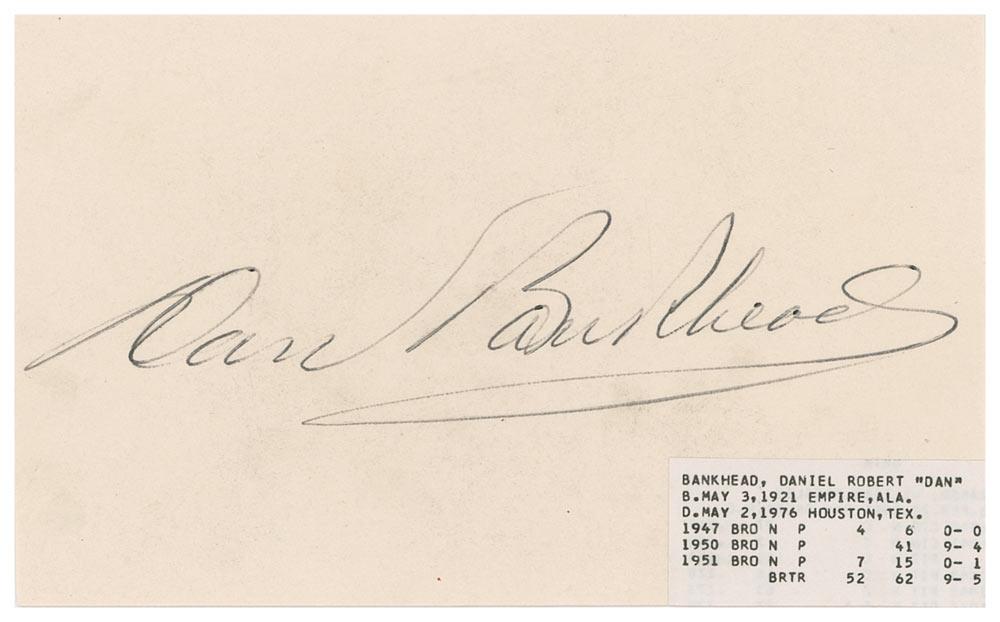 Dan Bankhead
BANKHEAD, DANIEL ROBERT "DAN"
B.MAY 3,1921 EMPIRE,ALA.
D.MAY 2,1976 HOUSTON,TEX.
1947 BRO N P 4 6 0- 0
1950 BRO N P 41 9- 4
1951 BRO N P 7 15 0- 1
BRTR 52 62 9- 5